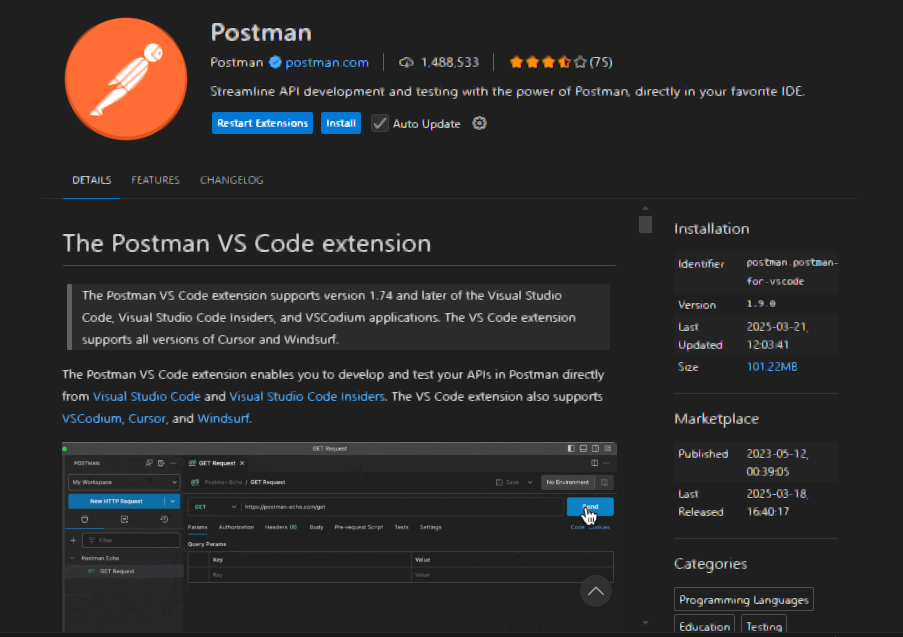 Postman
Postman postman.com 1,488,533 (75)
Streamline API development and testing with the power of Postman, directly in your favorite IDE.
Restart Extensions Install Auto Update
DETAILS FEATURES CHANGELOG
The Postman VS Code extension
The Postman VS Code extension supports version 1.74 and later of the Visual Studio
Code, Visual Studio Code Insiders, and VSCodium applications. The VS Code extension
supports all versions of Cursor and Windsurf.
The Postman VS Code extension enables you to develop and test your APIs in Postman directly
from Visual Studio Code and Visual Studio Code Insiders. The VS Code extension also supports
VSCodium, Cursor, and Windsurf.
GET Request
POSTMAN
GET Request
My Workspace
Postman Echo / GET Request
Save
No Environment
New HTTP Request
GET https://postman-echo.com/get
Params Authorization Headers (8) Body Pre-request Script Tests Settings
Code Cookies
Filter
Query Params
Postman Echo
Key Value
GET Request
Key Value
Installation
Identifier postman.postman-
for-vscode
Version 1.9.0
Last 2025-03-21,
Updated 12:03:41
Size 101.22MB
Marketplace
Published 2023-05-12,
00:39:05
Last 2025-03-18,
Released 16:40:17
Categories
Programming Languages
Education Testing